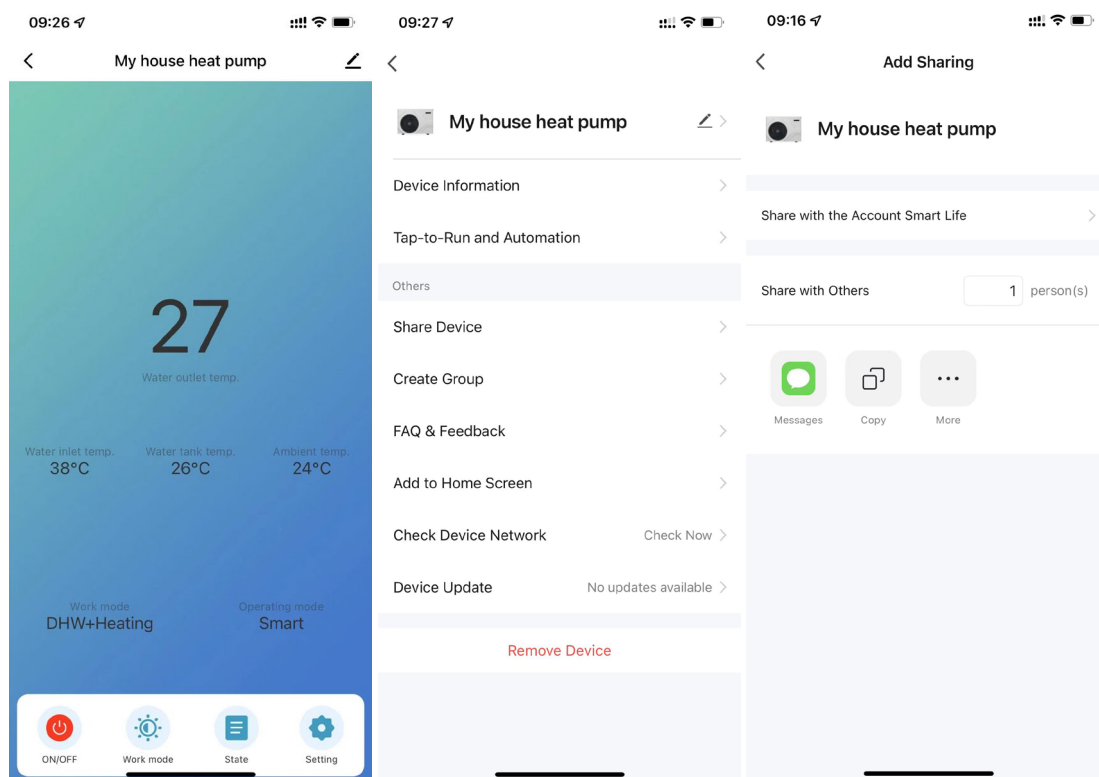 09:26
My house heat pump
27
Water outlet temp.
Water inlet temp.
38°C
Water tank temp.
26°C
Ambient temp.
24°C
Work mode
DHW+Heating
Operating mode
Smart
ON/OFF
Work mode
State
Setting
09:27
My house heat pump
Device Information
Tap-to-Run and Automation
Others
Share Device
Create Group
FAQ & Feedback
Add to Home Screen
Check Device Network
Check Now
Device Update
No updates available
Remove Device
09:16
Add Sharing
My house heat pump
Share with the Account Smart Life
Share with Others
1 person(s)
Messages
Copy
More